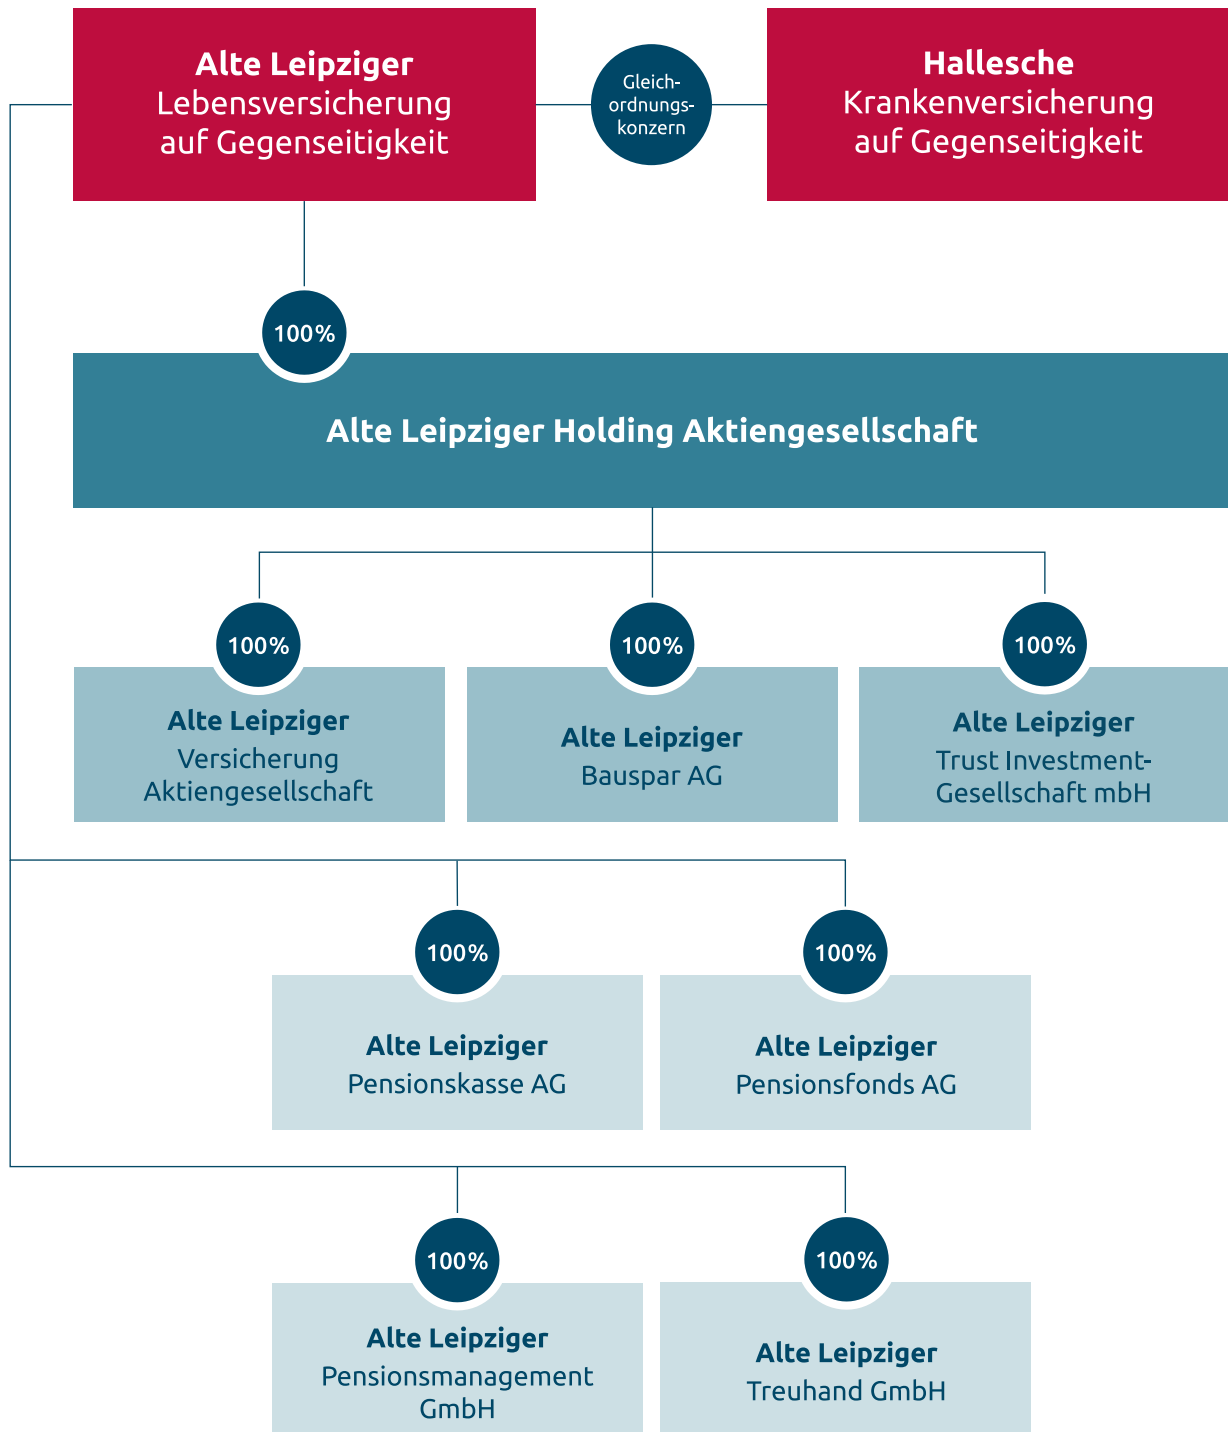 Alte Leipziger
Lebensversicherung
auf Gegenseitigkeit
Gleich-
ordnungs-
konzern
Hallesche
Krankenversicherung
auf Gegenseitigkeit
100%
Alte Leipziger Holding Aktiengesellschaft
100%
100%
100%
Alte Leipziger
Versicherung
Aktiengesellschaft
Alte Leipziger
Bauspar AG
Alte Leipziger
Trust Investment-
Gesellschaft mbH
100%
100%
Alte Leipziger
Pensionskasse AG
Alte Leipziger
Pensionsfonds AG
100%
100%
Alte Leipziger
Pensionsmanagement
GmbH
Alte Leipziger
Treuhand GmbH